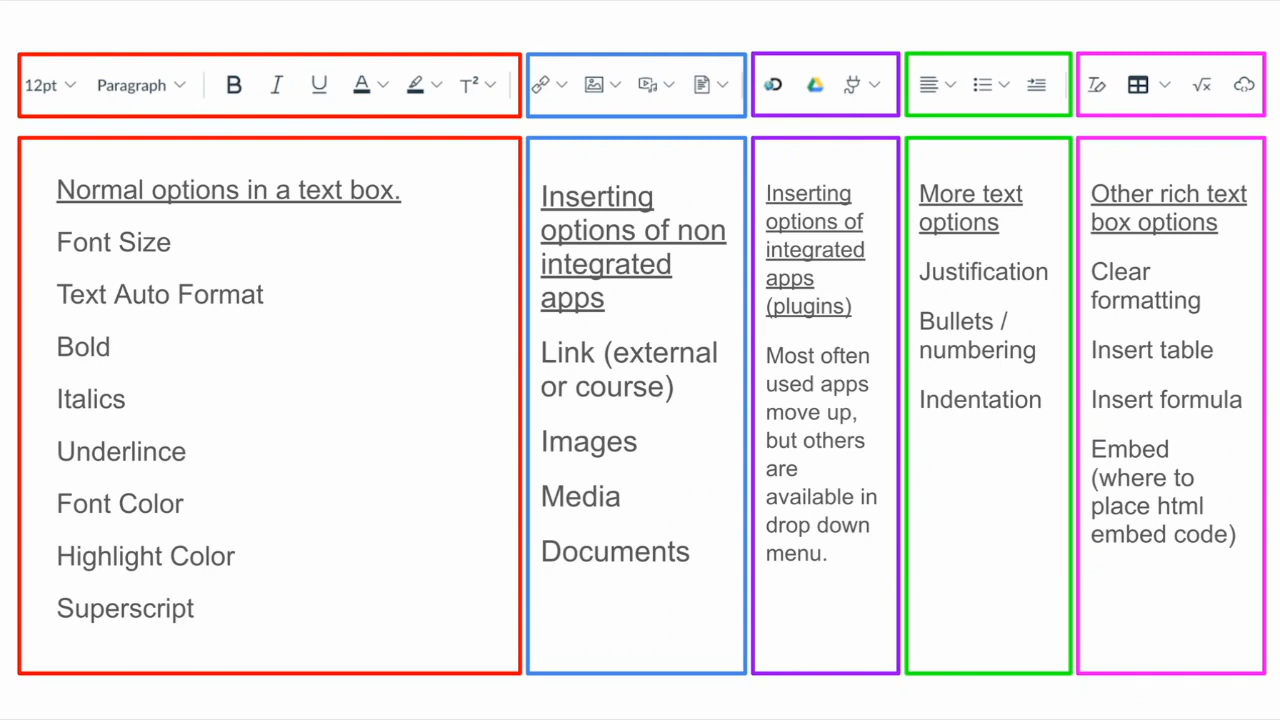 12pt Paragraph B I U A T²
Normal options in a text box.
Font Size
Text Auto Format
Bold
Italics
Underlince
Font Color
Highlight Color
Superscript
Inserting
options of non
integrated
apps
Link (external
or course)
Images
Media
Documents
Inserting
options of
integrated
apps
(plugins)
Most often
used apps
move up,
but others
are
available in
drop down
menu.
More text
options
Justification
Bullets /
numbering
Indentation
Other rich text
box options
Clear
formatting
Insert table
Insert formula
Embed
(where to
place html
embed code)